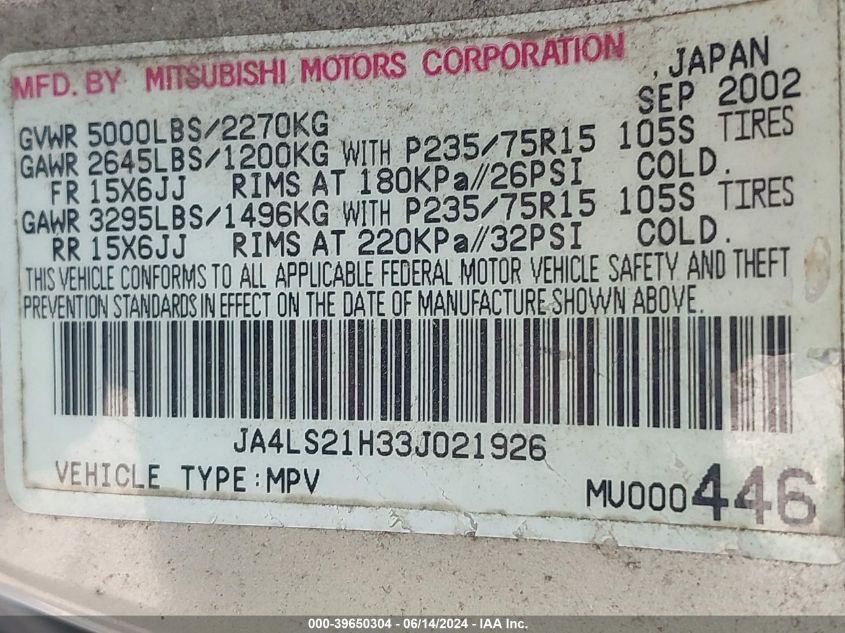 MFD. BY MITSUBISHI MOTORS CORPORATION , JAPAN
SEP 2002
GVWR 5000LBS/2270KG
GAWR 2645LBS/1200KG WITH P235/75R15 105S TIRES
FR 15X6JJ RIMS AT 180KPa//26PSI COLD.
GAWR 3295LBS/1496KG WITH P235/75R15 105S TIRES
RR 15X6JJ RIMS AT 220KPa//32PSI COLD.
THIS VEHICLE CONFORMS TO ALL APPLICABLE FEDERAL MOTOR VEHICLE SAFETY AND THEFT
PREVENTION STANDARDS IN EFFECT ON THE DATE OF MANUFACTURE SHOWN ABOVE.
JA4LS21H33J021926
VEHICLE TYPE:MPV MU000446
000-39650304 / 06/14/2024 - IAA Inc.